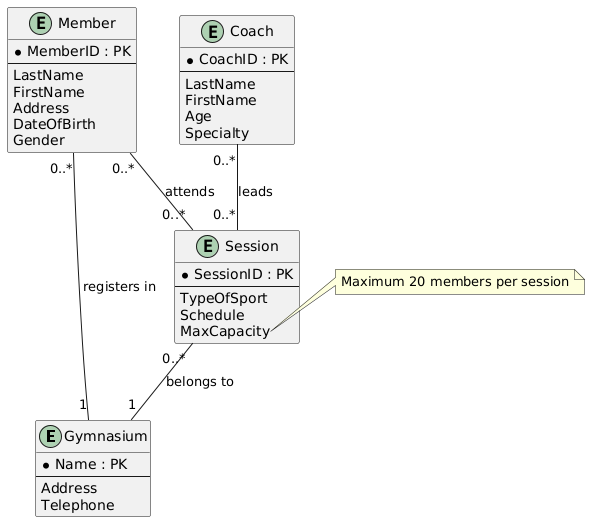 E Member
* MemberID : PK
LastName
FirstName
Address
DateOfBirth
Gender
E Coach
* CoachID : PK
LastName
FirstName
Age
Specialty
0..*
0..*
0..*
attends
leads
0..*
0..*
E Session
* SessionID : PK
TypeOfSport
Schedule
MaxCapacity
Maximum 20 members per session
registers in
0..*
belongs to
1
1
E Gymnasium
* Name : PK
Address
Telephone